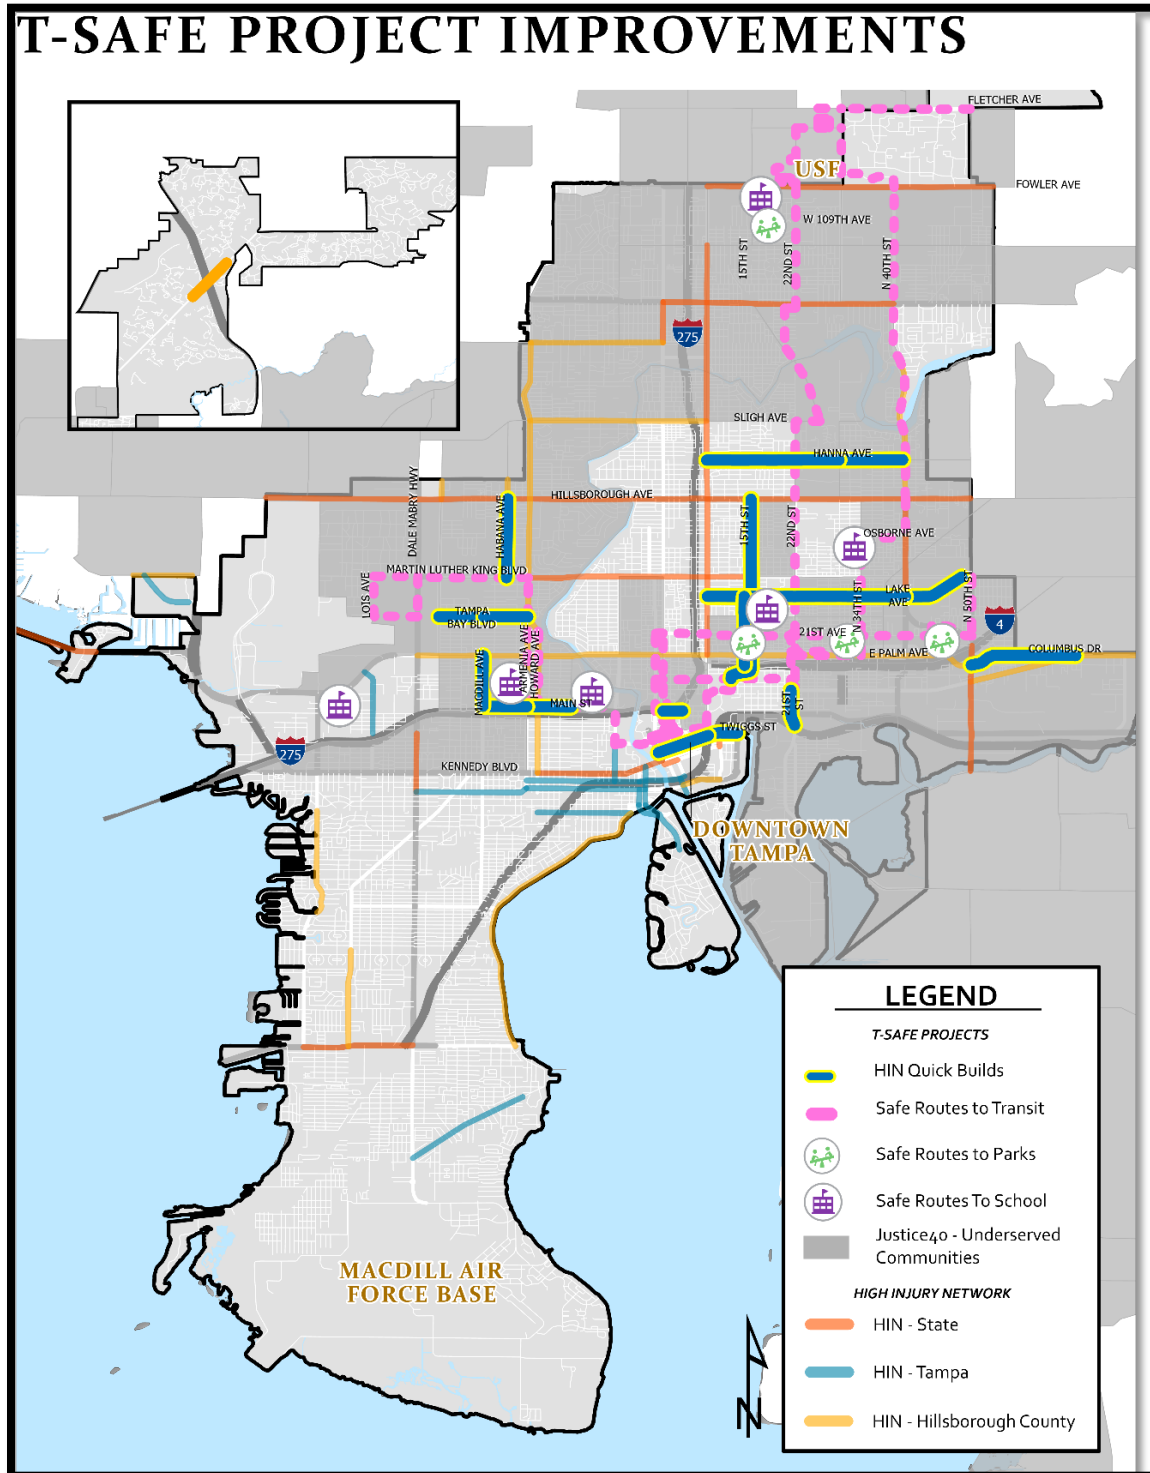 T-SAFE PROJECT IMPROVEMENTS
FLETCHER AVE
USF
FOWLER AVE
W 109TH AVE
15TH ST
22ND ST
N 40TH ST
275
SLIGH AVE
HANNA AVE
DALE MABRY HWY
HILLSBOROUGH AVE
HABANA AVE
15TH ST
22ND ST
OSBORNE AVE
MARTIN LUTHER KING BLVD
LOIS AVE
LAKE
AVE
N 34TH ST
N 50TH ST
TAMPA
BAY BLVD
4
21ST AVE
ARMENIA AVE
HOWARD AVE
E PALM AVE
COLUMBUS DR
MACDILL AVE
MAIN ST
21ST
ST
TWIGGS ST
275
KENNEDY BLVD
DOWNTOWN
TAMPA
MACDILL AIR
FORCE BASE
LEGEND
T-SAFE PROJECTS
HIN Quick Builds
Safe Routes to Transit
Safe Routes to Parks
Safe Routes To School
Justice40 - Underserved
Communities
HIGH INJURY NETWORK
HIN - State
HIN - Tampa
HIN - Hillsborough County
N